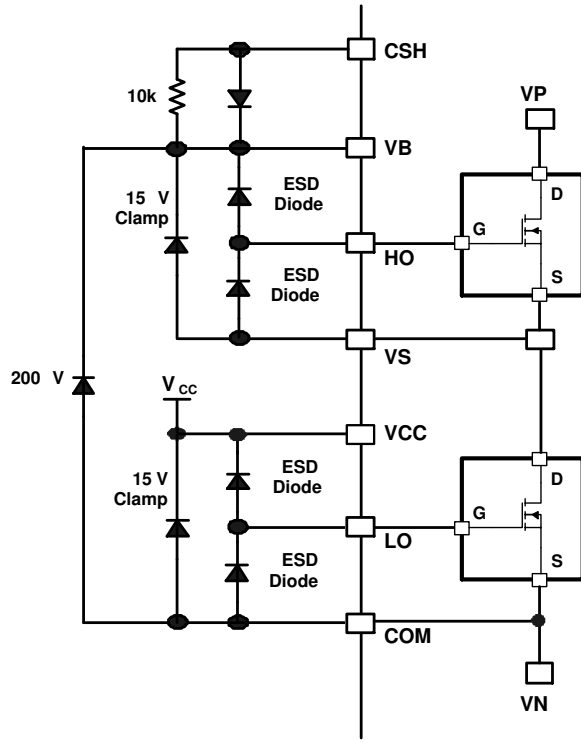 CSH
10k
VP
VB
15 V
Clamp
ESD
Diode
D
G
HO
S
ESD
Diode
VS
200 V
VCC
VCC
15 V
Clamp
ESD
Diode
D
G
LO
S
ESD
Diode
COM
VN